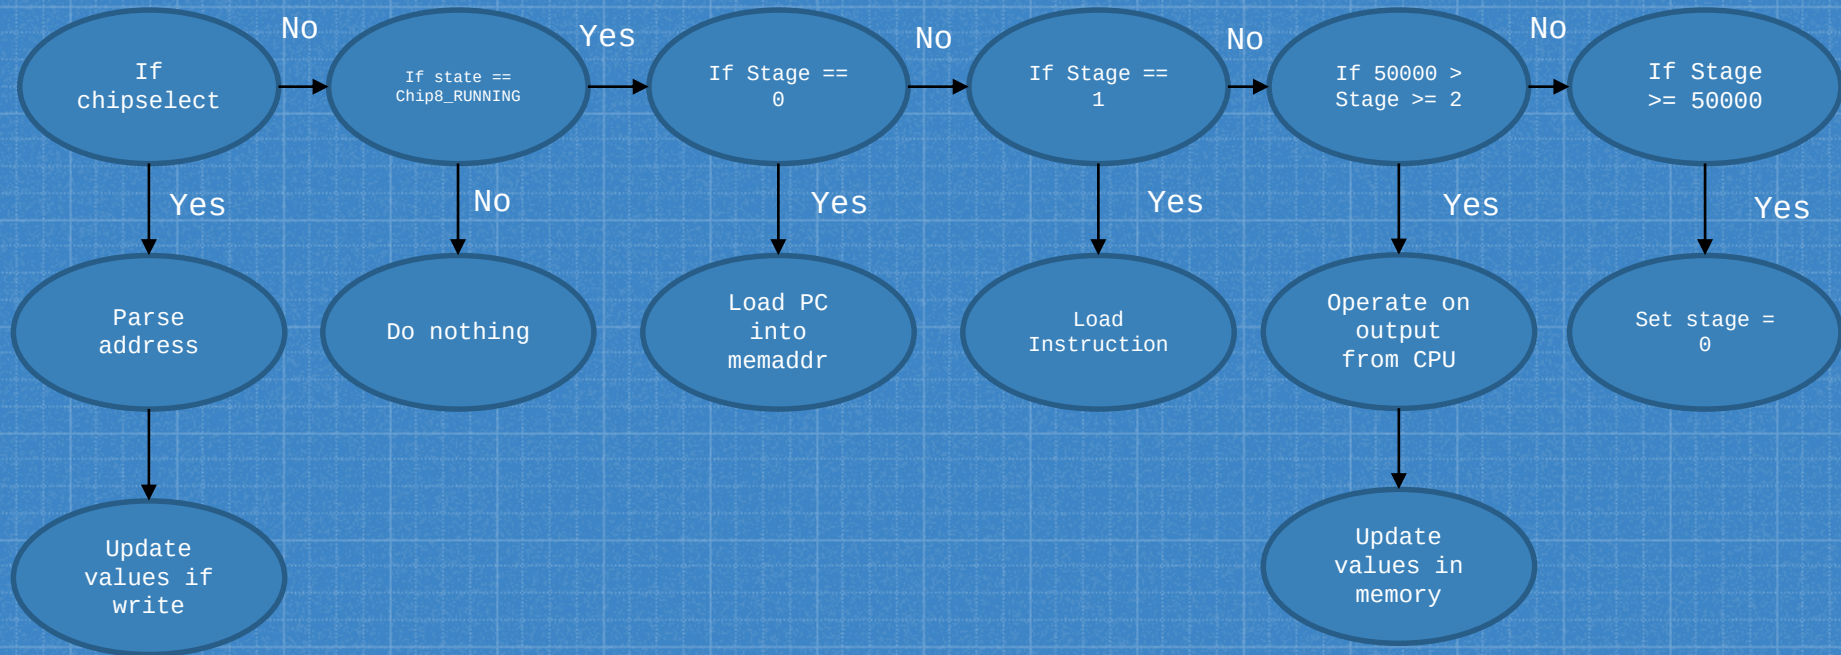 If
chipselect
No
If state ==
Chip8_RUNNING
Yes
If Stage ==
0
No
If Stage ==
1
No
If 50000 >
Stage >= 2
No
If Stage
>= 50000
Yes
No
Yes
Yes
Yes
Yes
Parse
address
Do nothing
Load PC
into
memaddr
Load
Instruction
Operate on
output
from CPU
Set stage =
0
Update
values if
write
Update
values in
memory